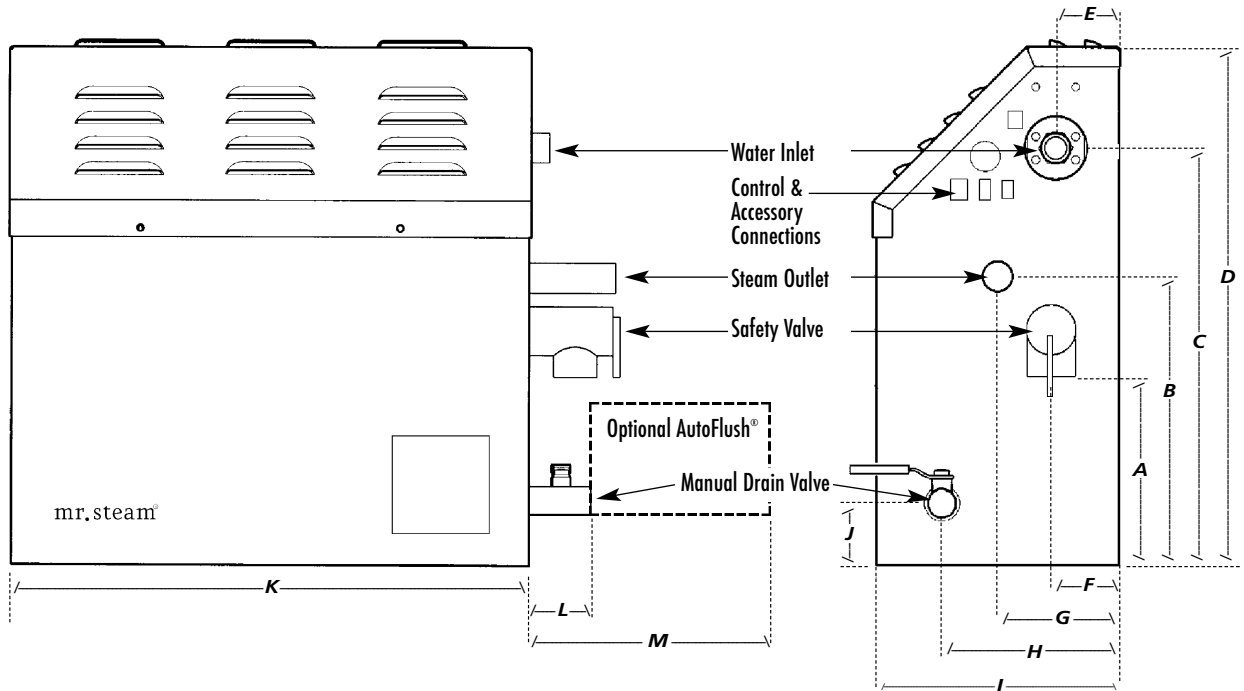 E
Water Inlet
Control &
Accessory
Connections
D
C
Steam Outlet
Safety Valve
B
Optional AutoFlush®
A
Manual Drain Valve
mr.steam®
J
K
L
F
G
M
H
I